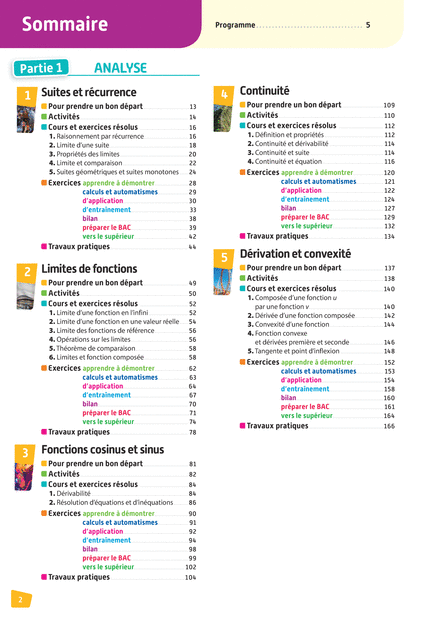 Sommaire
Programme 5
Partie 1 ANALYSE
1 Suites et récurrence
Pour prendre un bon départ 13
Activités 14
Cours et exercices résolus 16
1. Raisonnement par récurrence 16
2. Limite d'une suite 18
3. Propriétés des limites 20
4. Limite et comparaison 22
5. Suites géométriques et suites monotones 24
Exercices apprendre à démontrer 28
calculs et automatismes 29
d'application 30
d'entraînement 33
bilan 38
préparer le BAC 39
vers le supérieur 42
Travaux pratiques 44
2 Limites de fonctions
Pour prendre un bon départ 49
Activités 50
Cours et exercices résolus 52
1. Limite d'une fonction en l'infini 52
2. Limite d'une fonction en une valeur réelle 54
3. Limite des fonctions de référence 56
4. Opérations sur les limites 56
5. Théorème de comparaison 58
6. Limites et fonction composée 58
Exercices apprendre à démontrer 62
calculs et automatismes 63
d'application 64
d'entraînement 67
bilan 70
préparer le BAC 71
vers le supérieur 74
Travaux pratiques 78
3 Fonctions cosinus et sinus
Pour prendre un bon départ 81
Activités 82
Cours et exercices résolus 84
1. Dérivabilité 84
2. Résolution d'équations et d'inéquations 86
Exercices apprendre à démontrer 90
calculs et automatismes 91
d'application 92
d'entraînement 94
bilan 98
préparer le BAC 99
vers le supérieur 102
Travaux pratiques 104
4 Continuité
Pour prendre un bon départ 109
Activités 110
Cours et exercices résolus 112
1. Définition et propriétés 112
2. Continuité et dérivabilité 114
3. Continuité et suite 114
4. Continuité et équation 116
Exercices apprendre à démontrer 120
calculs et automatismes 121
d'application 122
d'entraînement 124
bilan 127
préparer le BAC 129
vers le supérieur 132
Travaux pratiques 134
5 Dérivation et convexité
Pour prendre un bon départ 137
Activités 138
Cours et exercices résolus 140
1. Composée d'une fonction u
par une fonction v 140
2. Dérivée d'une fonction composée 142
3. Convexité d'une fonction 144
4. Fonction convexe
et dérivées première et seconde 146
5. Tangente et point d'inflexion 148
Exercices apprendre à démontrer 152
calculs et automatismes 153
d'application 154
d'entraînement 158
bilan 160
préparer le BAC 161
vers le supérieur 164
Travaux pratiques 166
2